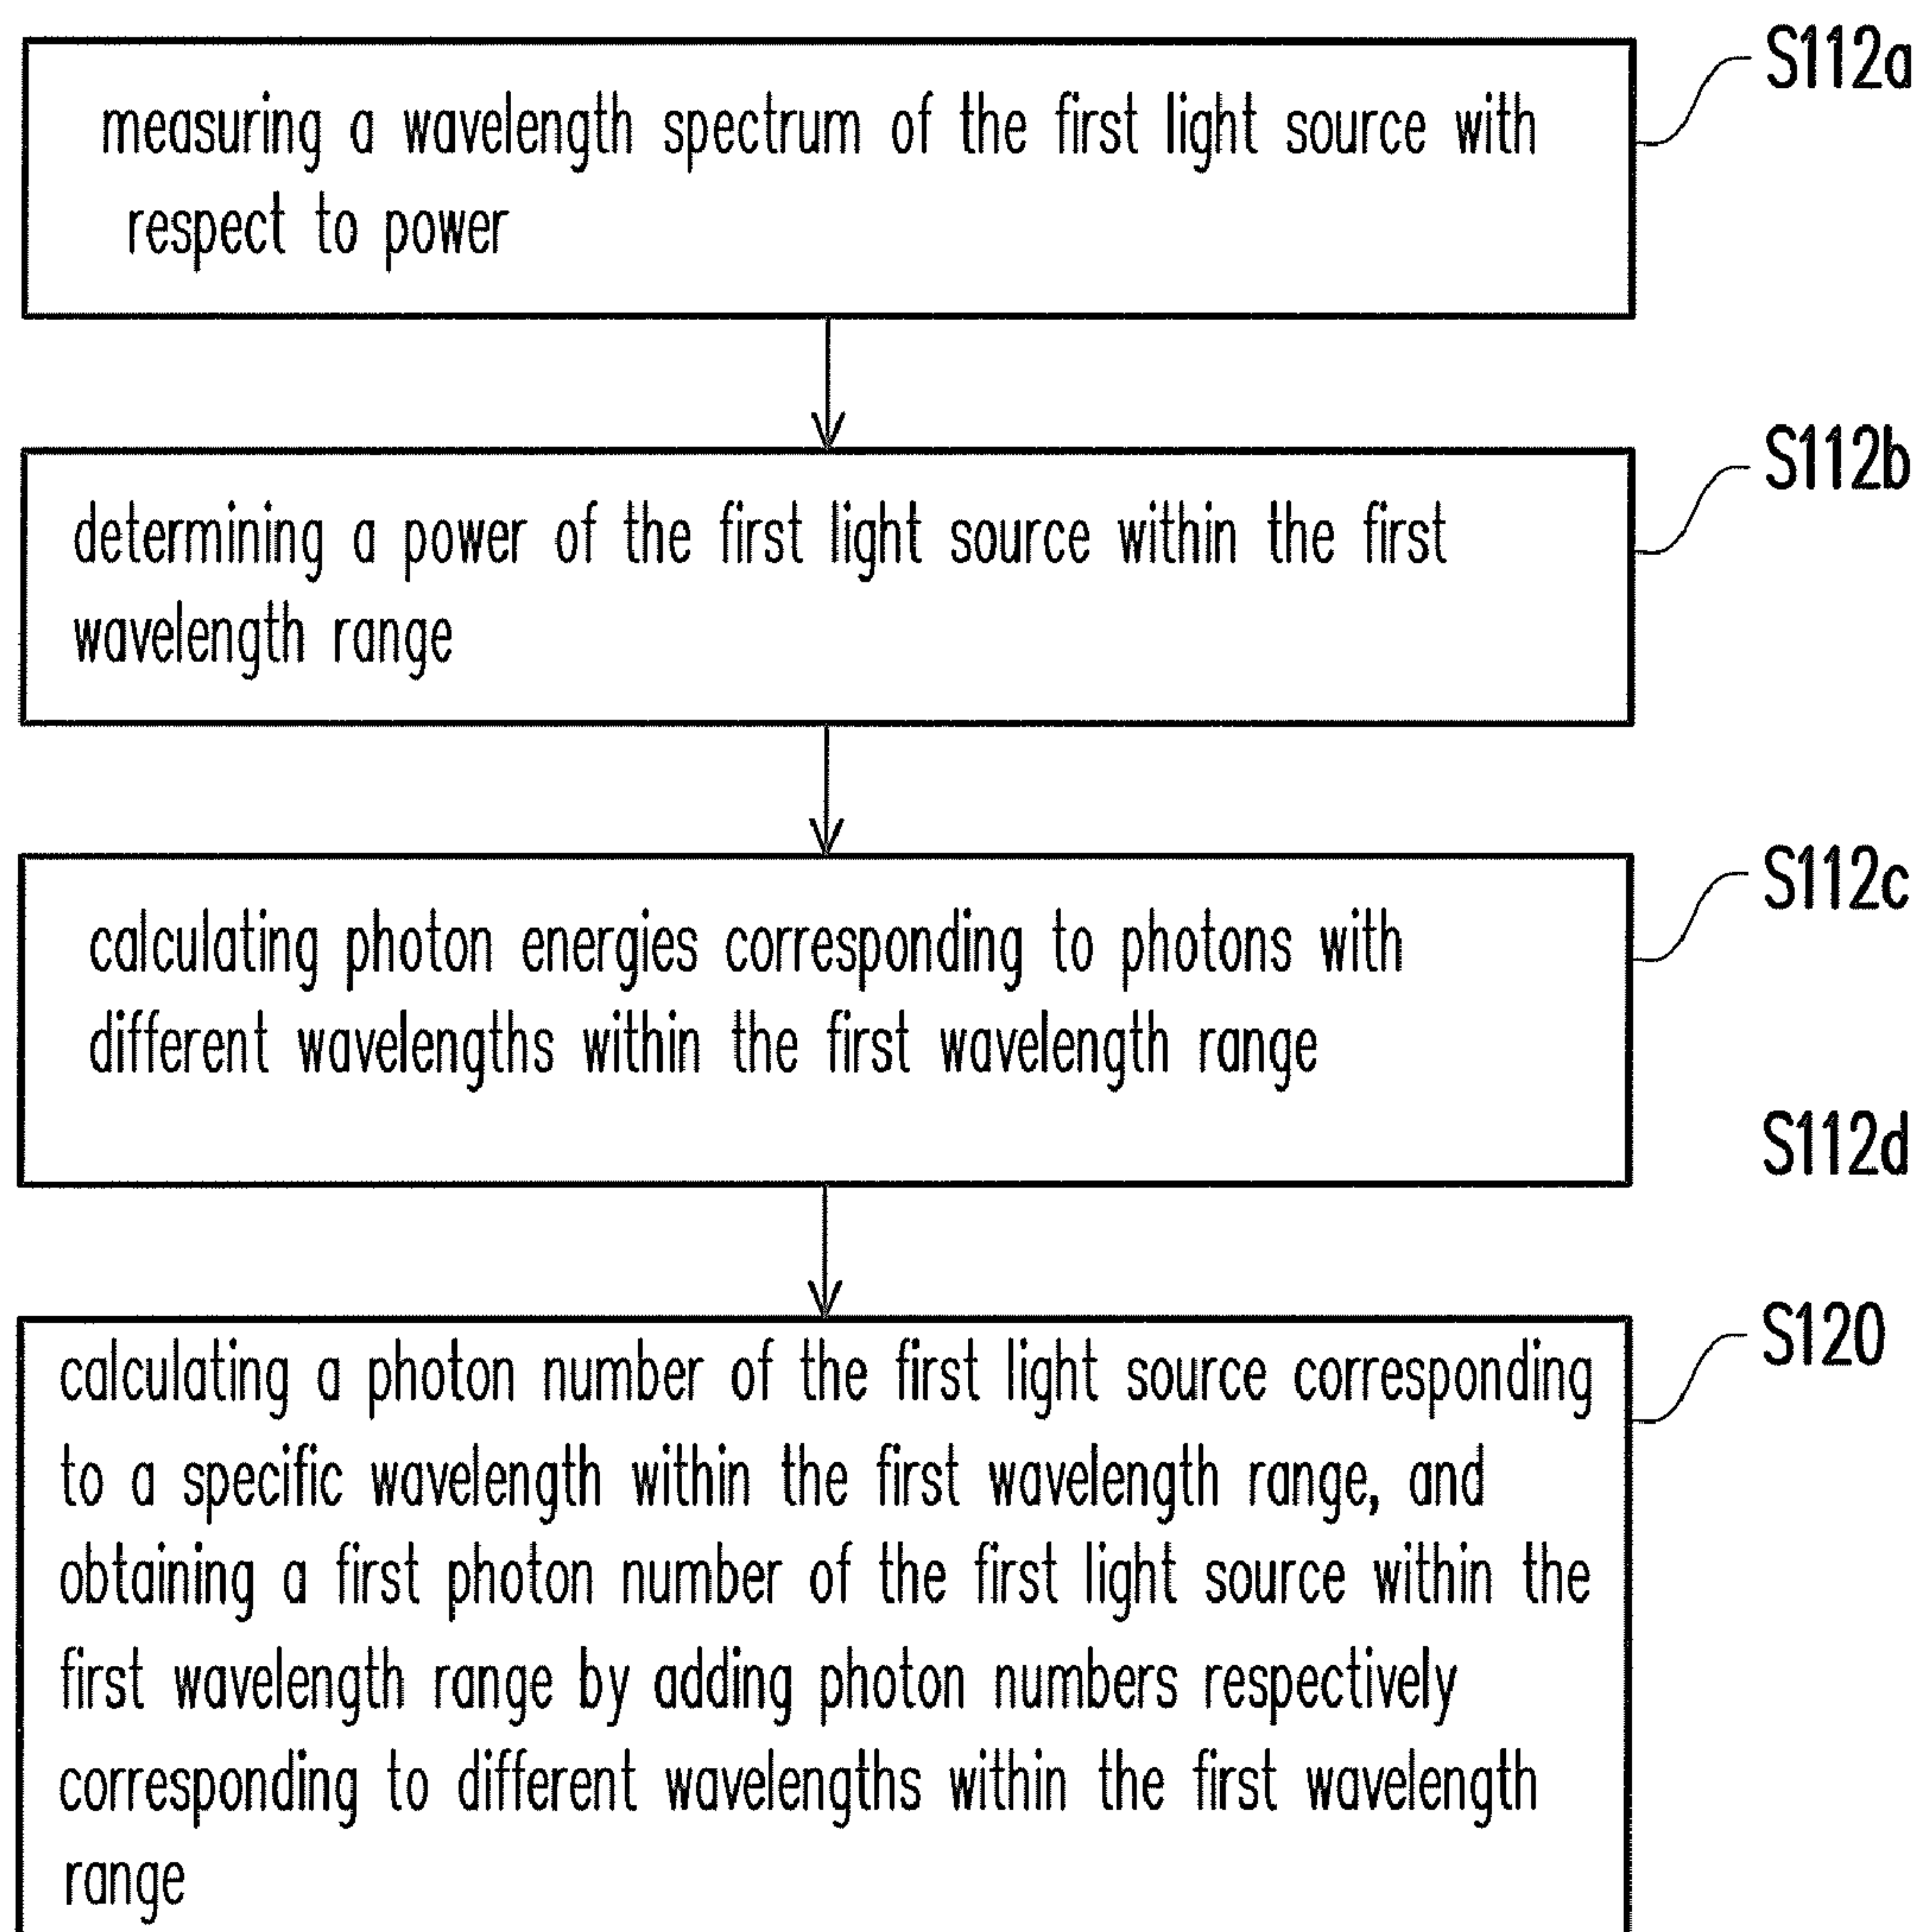 S112a
measuring a wavelength spectrum of the first light source with
respect to power
S112b
determining a power of the first light source within the first
wavelength range
S112c
calculating photon energies corresponding to photons with
different wavelengths within the first wavelength range
S112d
S120
calculating a photon number of the first light source corresponding
to a specific wavelength within the first wavelength range, and
obtaining a first photon number of the first light source within the
first wavelength range by adding photon numbers respectively
corresponding to different wavelengths within the first wavelength
range